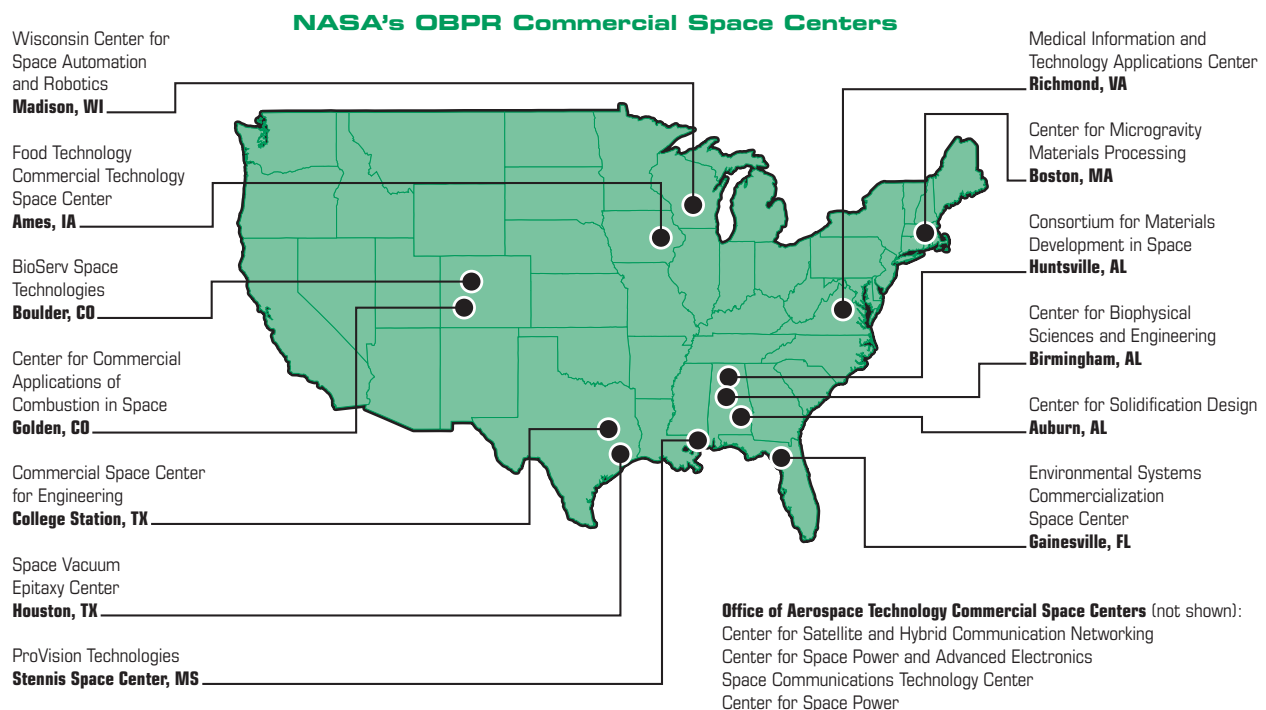 NASA's OBPR Commercial Space Centers
Wisconsin Center for
Space Automation
and Robotics
Madison, WI
Food Technology
Commercial Technology
Space Center
Ames, IA
BioServ Space
Technologies
Boulder, CO
Center for Commercial
Applications of
Combustion in Space
Golden, CO
Commercial Space Center
for Engineering
College Station, TX
Space Vacuum
Epitaxy Center
Houston, TX
ProVision Technologies
Stennis Space Center, MS
Medical Information and
Technology Applications Center
Richmond, VA
Center for Microgravity
Materials Processing
Boston, MA
Consortium for Materials
Development in Space
Huntsville, AL
Center for Biophysical
Sciences and Engineering
Birmingham, AL
Center for Solidification Design
Auburn, AL
Environmental Systems
Commercialization
Space Center
Gainesville, FL
Office of Aerospace Technology Commercial Space Centers (not shown):
Center for Satellite and Hybrid Communication Networking
Center for Space Power and Advanced Electronics
Space Communications Technology Center
Center for Space Power